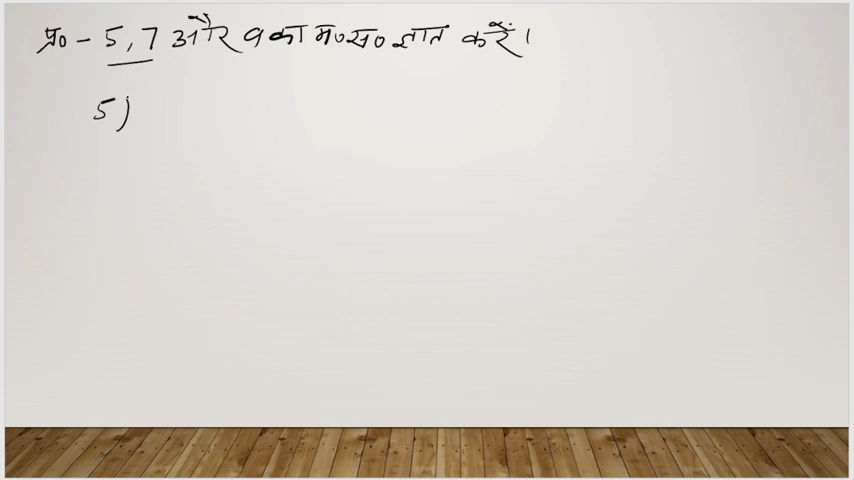 प्र० - 5, 7 और 9 का म०स० ज्ञात करें।
5)